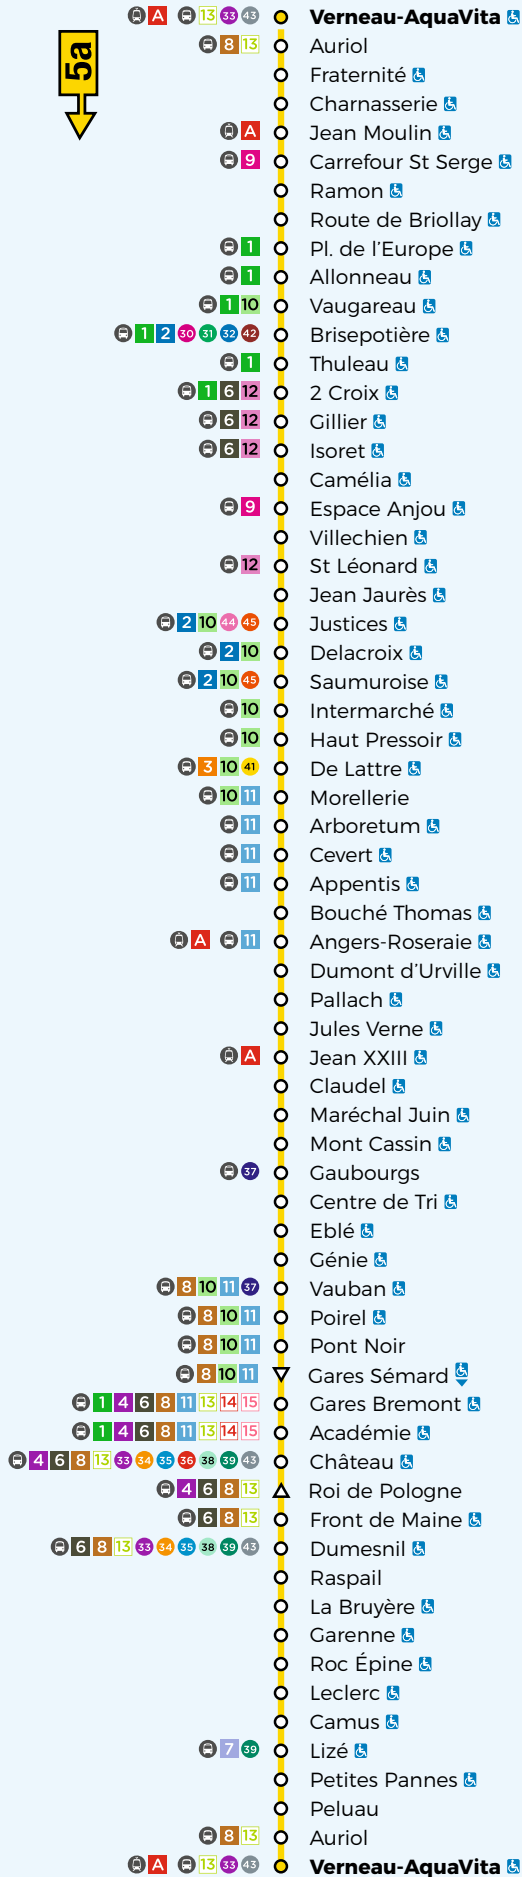 A 13 33 43 Verneau-AquaVita
5a
8 13 Auriol
Fraternité
Charnasserie
A Jean Moulin
9 Carrefour St Serge
Ramon
Route de Briollay
1 Pl. de l'Europe
1 Allonneau
1 10 Vaugareau
1 2 30 31 32 42 Brisepotière
1 Thuleau
1 6 12 2 Croix
6 12 Gillier
6 12 Isoret
Camélia
9 Espace Anjou
Villechien
12 St Léonard
Jean Jaurès
2 10 44 45 Justices
2 10 Delacroix
2 10 45 Saumuroise
10 Intermarché
10 Haut Pressoir
3 10 41 De Lattre
10 11 Morellerie
11 Arboretum
11 Cevert
11 Appentis
Bouché Thomas
A 11 Angers-Roseraie
Dumont d'Urville
Pallach
Jules Verne
A Jean XXIII
Claudel
Maréchal Juin
Mont Cassin
37 Gaubourgs
Centre de Tri
Eblé
Génie
8 10 11 37 Vauban
8 10 11 Poirel
8 10 11 Pont Noir
8 10 11 Gares Sémard
1 4 6 8 11 13 14 15 Gares Bremont
1 4 6 8 11 13 14 15 Académie
4 6 8 13 33 34 35 36 38 39 43 Château
4 6 8 13 Roi de Pologne
6 8 13 Front de Maine
6 8 13 33 34 35 38 39 43 Dumesnil
Raspail
La Bruyère
Garenne
Roc Épine
Leclerc
Camus
7 39 Lizé
Petites Pannes
Peluau
8 13 Auriol
A 13 33 43 Verneau-AquaVita